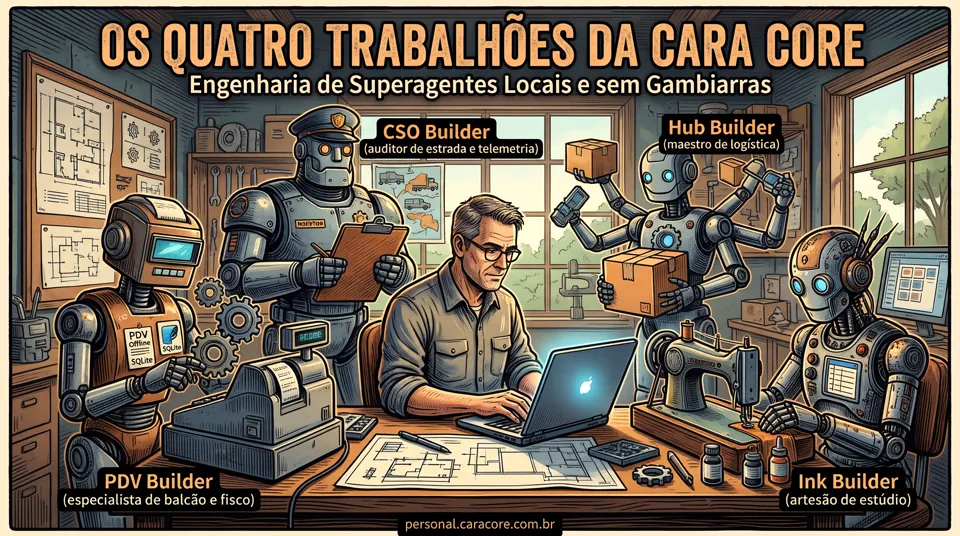 OS QUATRO TRABALHÕES DA CARA CORE
Engenharia de Superagentes Locais e sem Gambiarras
CSO Builder
(auditor de estrada e telemetria)
Hub Builder
(maestro de logística)
PDV
Offline
SQLite
SQLite
PDV Builder
(especialista de balcão e fisco)
Ink Builder
(artesão de estúdio)
personal.caracore.com.br